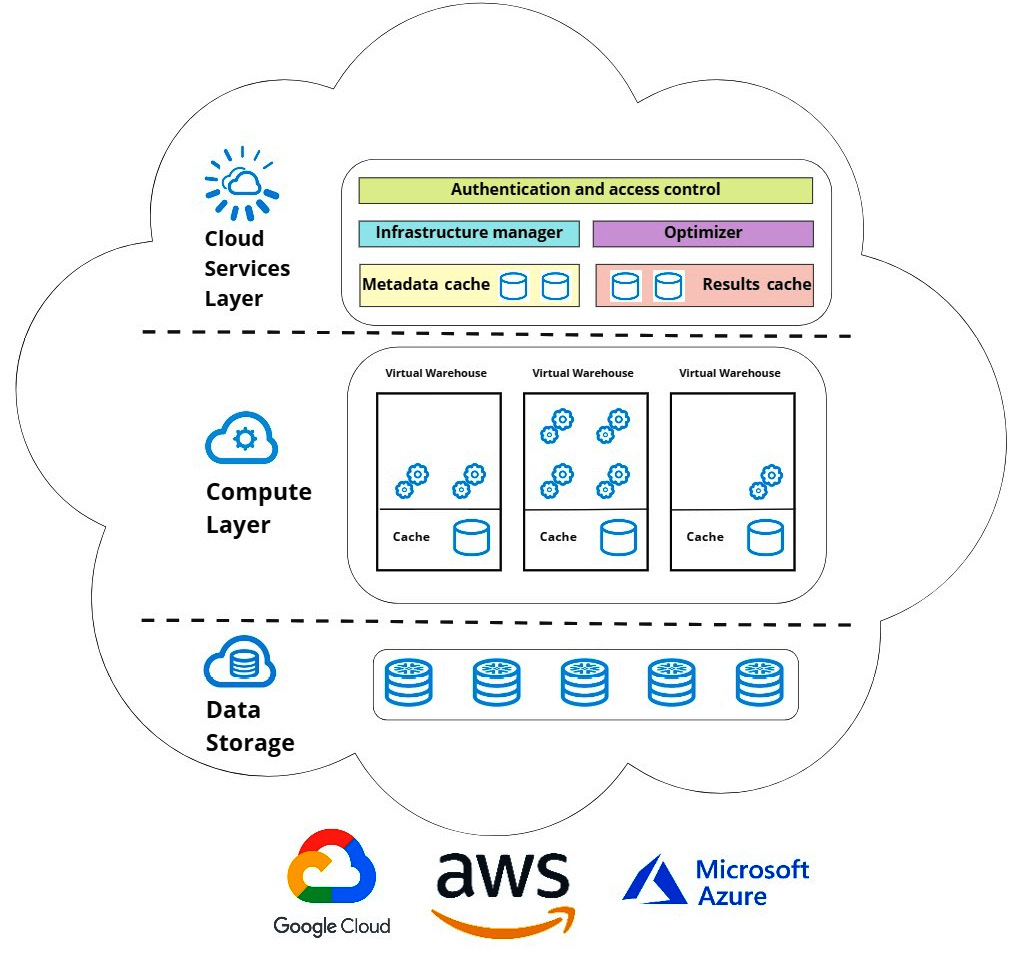 Cloud
Services
Layer
Authentication and access control
Infrastructure manager
Optimizer
Metadata cache
Results cache
Compute
Layer
Virtual Warehouse
Virtual Warehouse
Virtual Warehouse
Cache
Cache
Cache
Data
Storage
Google Cloud
aws
Microsoft
Azure